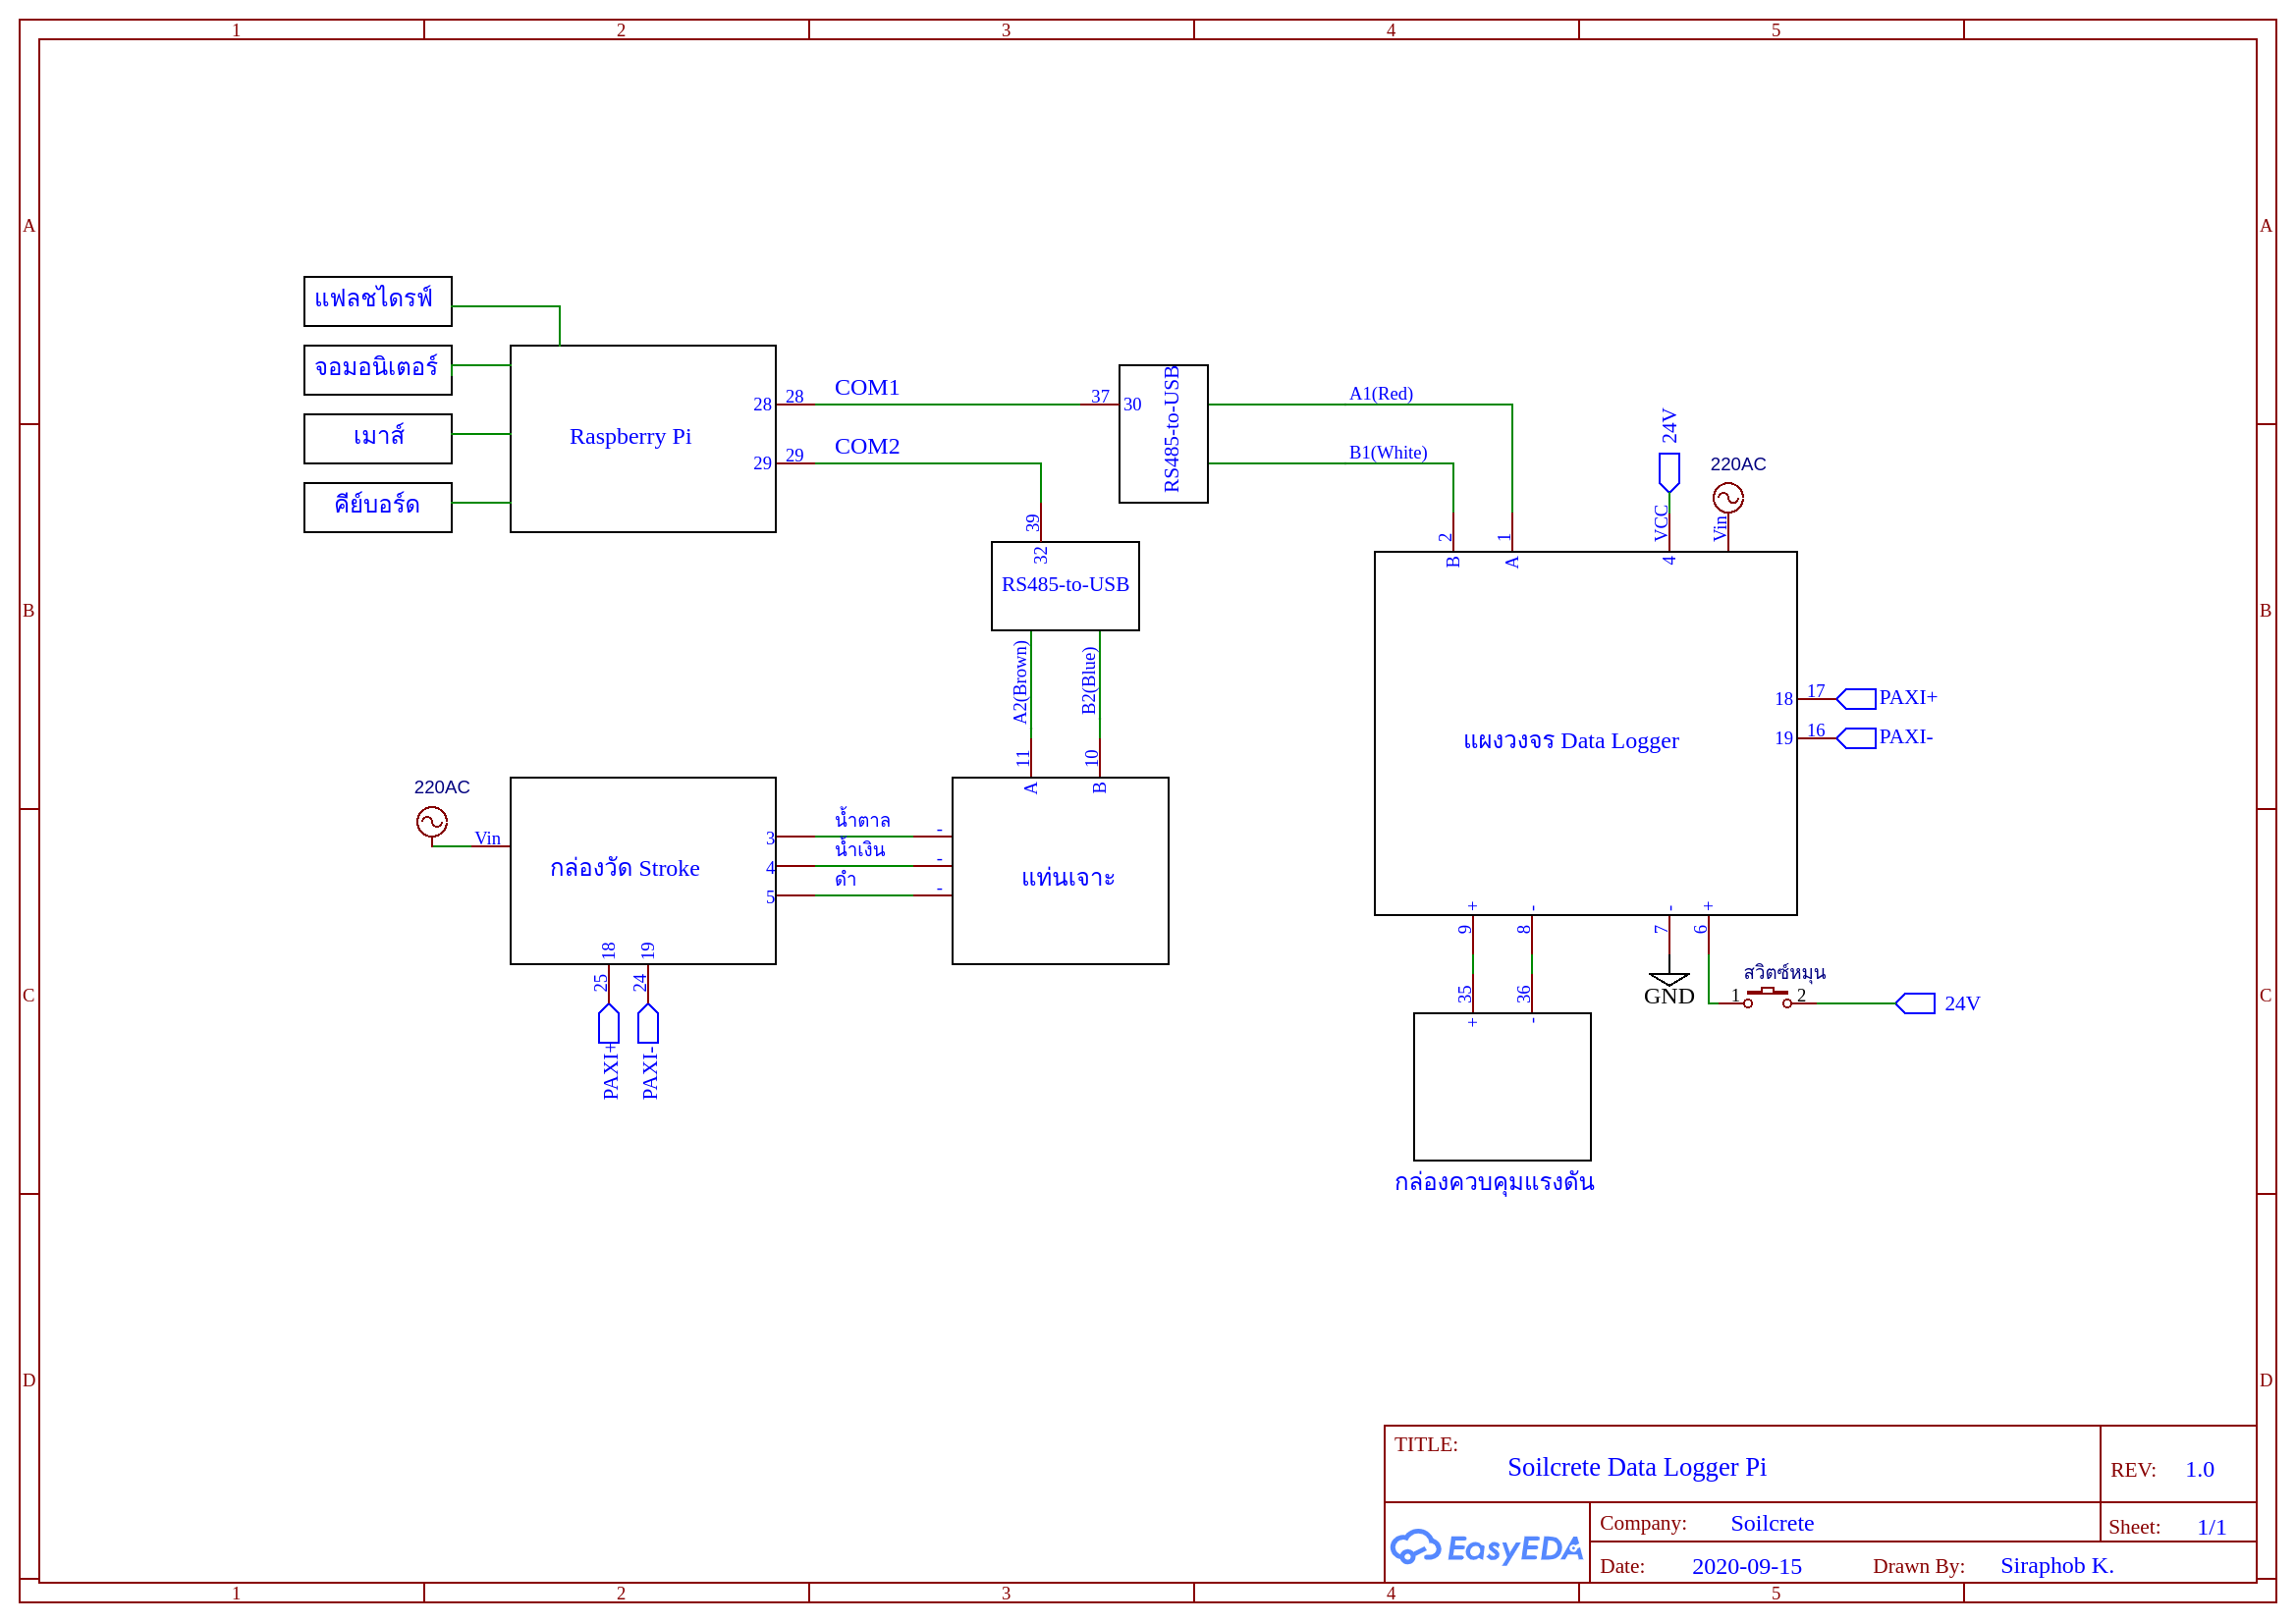 1 2 3 4 5
A A
แฟลชไดรฟ์
จอมอนิเตอร์
เมาส์
คีย์บอร์ด
Raspberry Pi
28 28 COM1
29 29 COM2
37 30
RS485-to-USB
A1(Red)
B1(White)
39
32
RS485-to-USB
A2(Brown)
B2(Blue)
11 10
A B
24V
220AC
VCC
Vin
2 1
B A 4
B B
แผงวงจร Data Logger
18 17 PAXI+
19 16 PAXI-
220AC
Vin
กล่องวัด Stroke
3 น้ำตาล -
4 น้ำเงิน -
5 ดำ -
แท่นเจาะ
18 19
25 24
PAXI+
PAXI-
+ - - +
9 8 7 6
C C
35 36
+ -
GND
สวิตซ์หมุน
1 2
24V
กล่องควบคุมแรงดัน
D D
TITLE:
Soilcrete Data Logger Pi
REV: 1.0
EasyEDA
Company: Soilcrete
Sheet: 1/1
Date: 2020-09-15
Drawn By: Siraphob K.
1 2 3 4 5